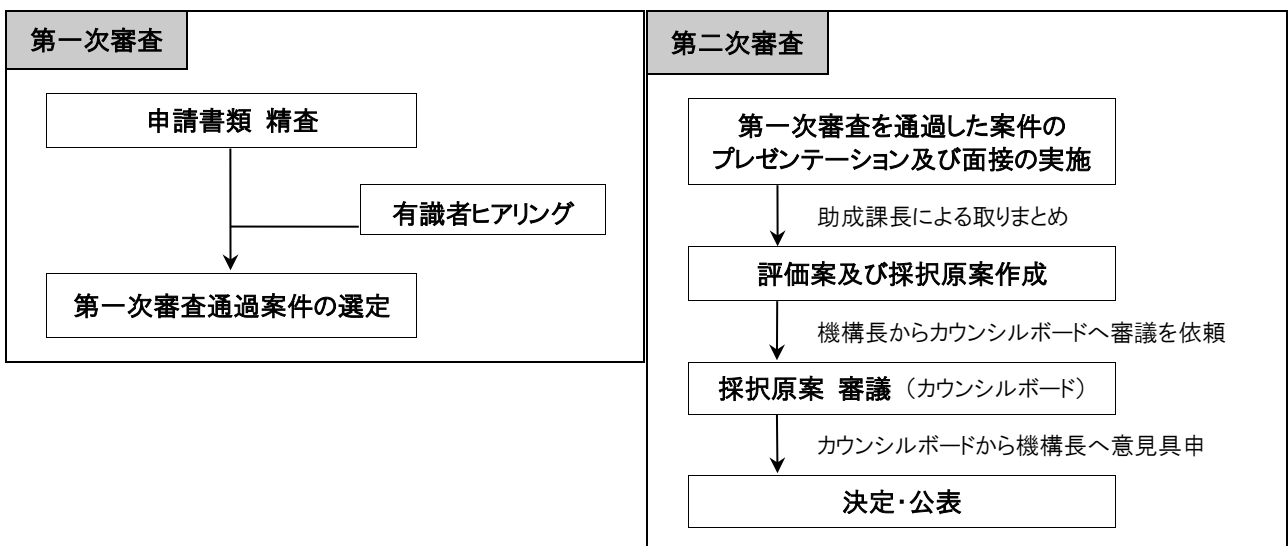 第一次審査
申請書類 精査
有識者ヒアリング
第一次審査通過案件の選定
第二次審査
第一次審査を通過した案件の
プレゼンテーション及び面接の実施
助成課長による取りまとめ
評価案及び採択原案作成
機構長からカウンシルボードへ審議を依頼
採択原案 審議（カウンシルボード）
カウンシルボードから機構長へ意見具申
決定・公表